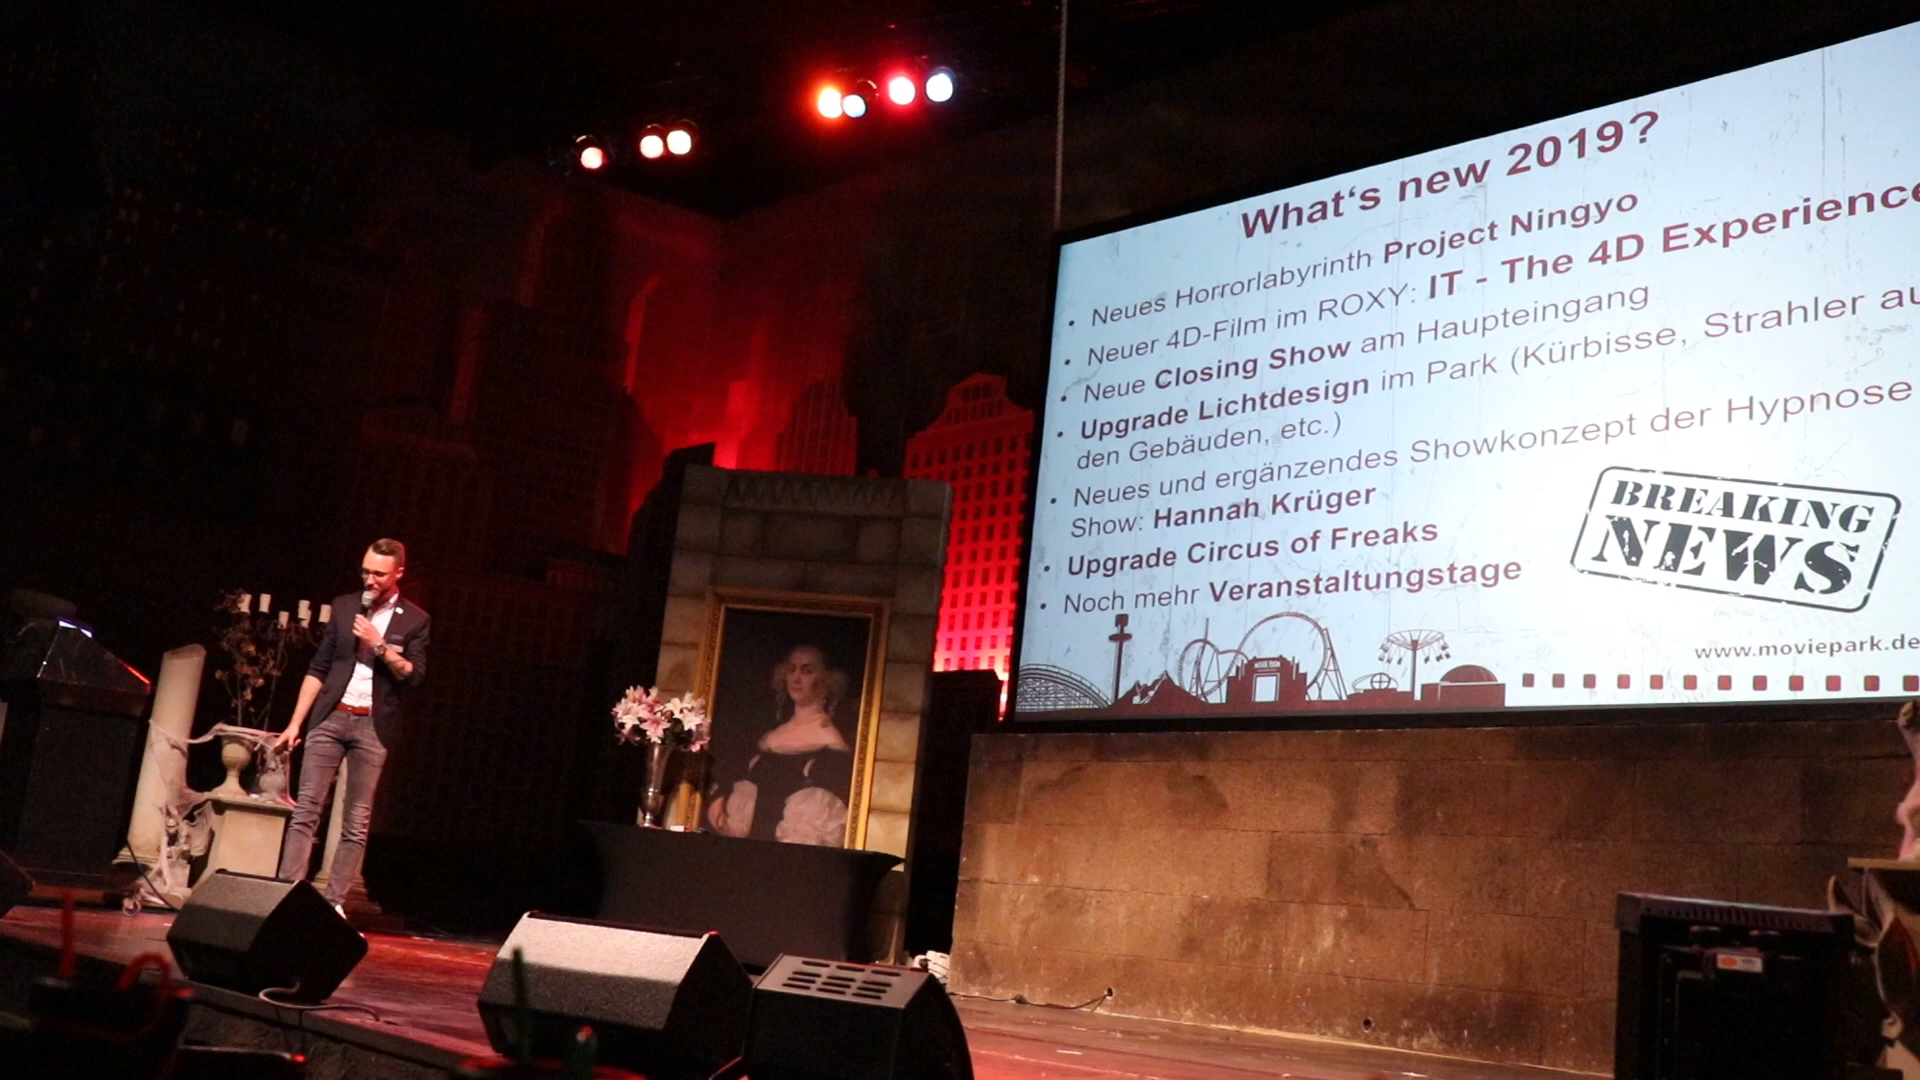 What‘s new 2019?
• Neues Horrorlabyrinth Project Ningyo
• Neuer 4D-Film im ROXY: IT - The 4D Experience
• Neue Closing Show am Haupteingang
• Upgrade Lichtdesign im Park (Kürbisse, Strahler au
den Gebäuden, etc.)
• Neues und ergänzendes Showkonzept der Hypnose
Show: Hannah Krüger
• Upgrade Circus of Freaks
• Noch mehr Veranstaltungstage
BREAKING
NEWS
www.moviepark.de